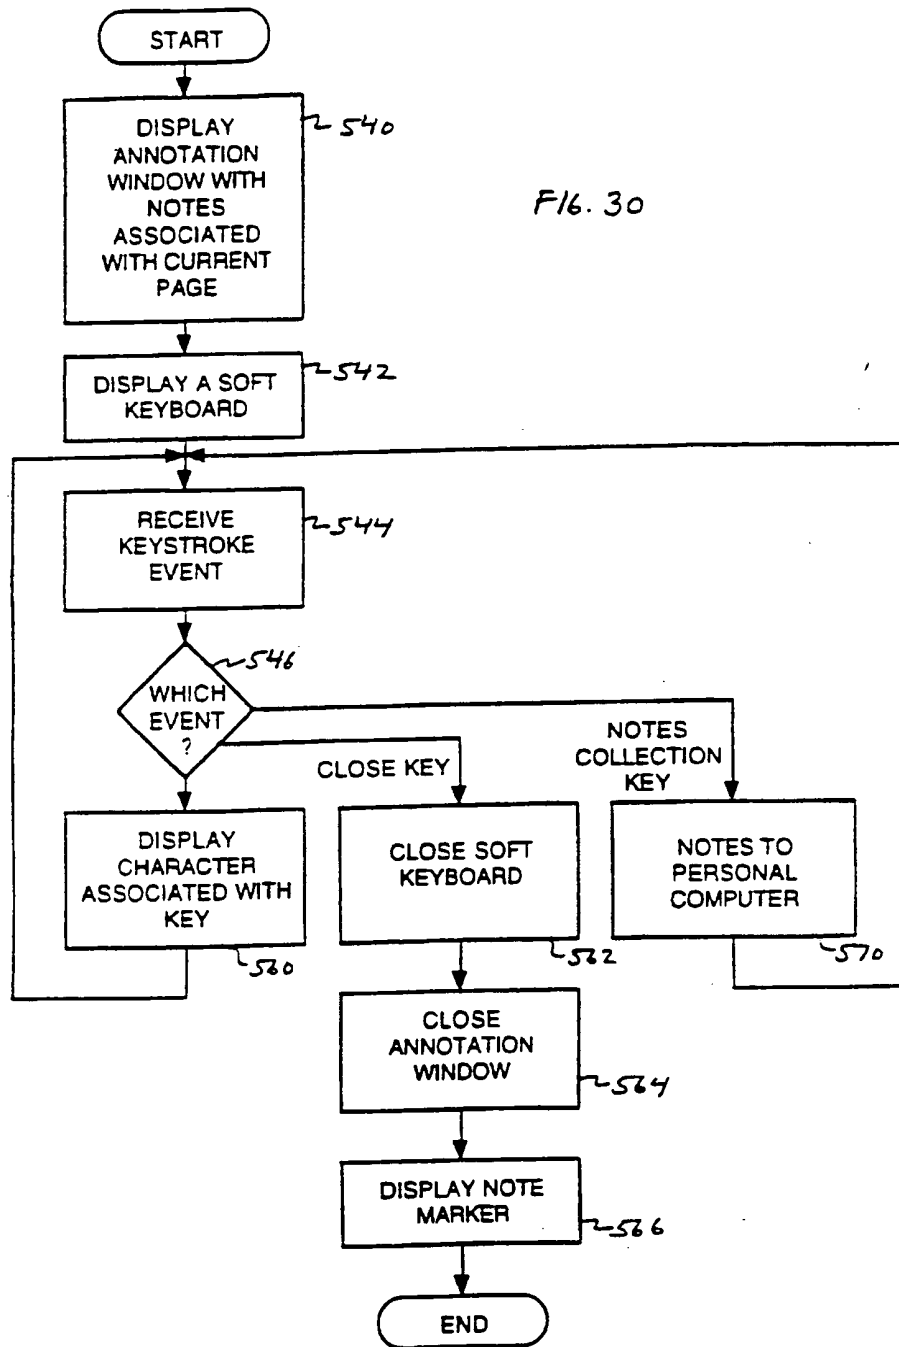 START
DISPLAY
ANNOTATION
WINDOW WITH
NOTES
ASSOCIATED
WITH CURRENT
PAGE
540
FIG. 30
DISPLAY A SOFT
KEYBOARD
542
RECEIVE
KEYSTROKE
EVENT
544
WHICH
EVENT
?
546
CLOSE KEY
NOTES
COLLECTION
KEY
DISPLAY
CHARACTER
ASSOCIATED WITH
KEY
560
CLOSE SOFT
KEYBOARD
562
NOTES TO
PERSONAL
COMPUTER
570
CLOSE
ANNOTATION
WINDOW
564
DISPLAY NOTE
MARKER
566
END